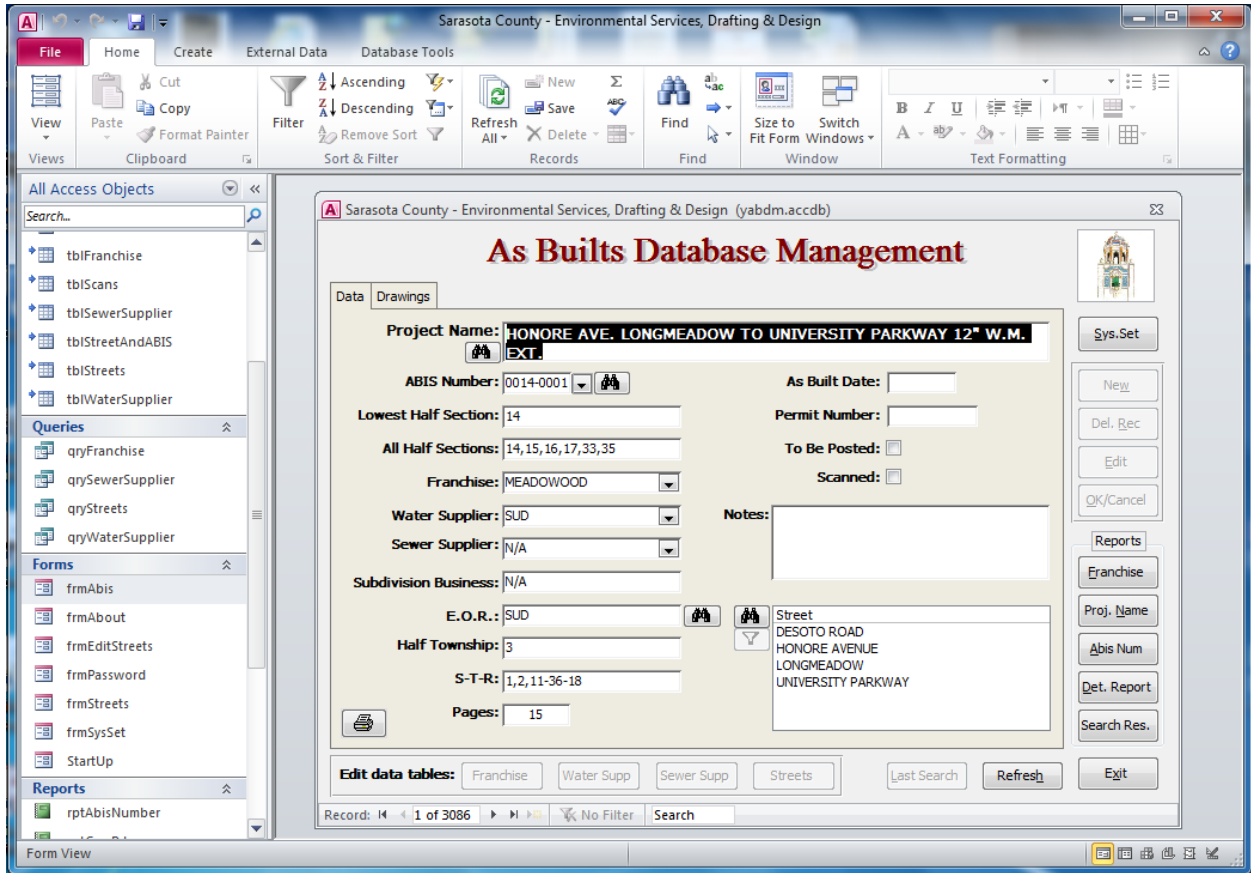 Sarasota County - Environmental Services, Drafting & Design
File Home Create External Data Database Tools
View
Paste
Cut
Copy
Format Painter
Filter
Ascending
Descending
Remove Sort
Refresh All
New
Save
Delete
Find
Size to Fit Form
Switch Windows
B I U
A
Views Clipboard Sort & Filter Records Find Window Text Formatting
All Access Objects
Search...
tblFranchise
tblScans
tblSewerSupplier
tblStreetAndABIS
tblStreets
tblWaterSupplier
Queries
qryFranchise
qrySewerSupplier
qryStreets
qryWaterSupplier
Forms
frmAbis
frmAbout
frmEditStreets
frmPassword
frmStreets
frmSysSet
StartUp
Reports
rptAbisNumber
Sarasota County - Environmental Services, Drafting & Design (yabdm.accdb)
As Builts Database Management
Data Drawings
Project Name: HONORE AVE. LONGMEADOW TO UNIVERSITY PARKWAY 12" W.M.
EXT.
ABIS Number: 0014-0001
As Built Date:
Lowest Half Section: 14
Permit Number:
All Half Sections: 14,15,16,17,33,35
To Be Posted:
Scanned:
Franchise: MEADOWOOD
Water Supplier: SUD
Notes:
Sewer Supplier: N/A
Subdivision Business: N/A
E.O.R.: SUD
Half Township: 3
S-T-R: 1,2,11-36-18
Pages: 15
Street
DESOTO ROAD
HONORE AVENUE
LONGMEADOW
UNIVERSITY PARKWAY
Sys.Set
New
Del. Rec
Edit
OK/Cancel
Reports
Franchise
Proj. Name
Abis Num
Det. Report
Search Res.
Edit data tables: Franchise Water Supp Sewer Supp Streets Last Search Refresh Exit
Record: 1 of 3086 No Filter Search
Form View